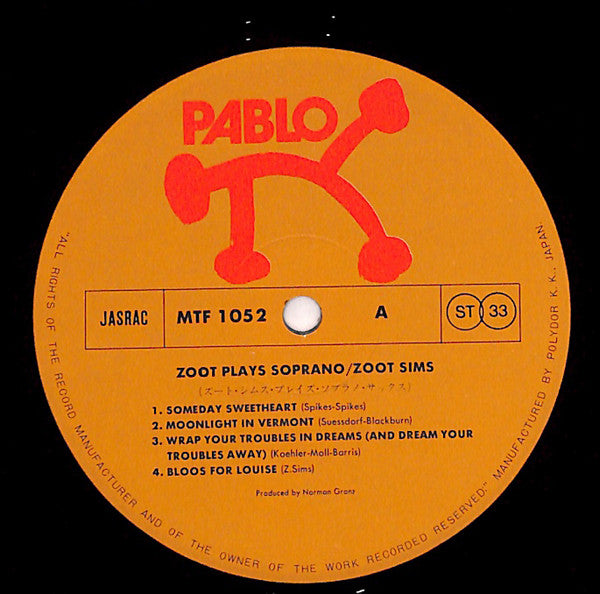 PABLO
JASRAC
MTF 1052
A
ST 33
ZOOT PLAYS SOPRANO/ZOOT SIMS
(ズート・シムス・プレイズ・ソプラノ・サックス)
1. SOMEDAY SWEETHEART (Spikes-Spikes)
2. MOONLIGHT IN VERMONT (Suessdorf-Blackburn)
3. WRAP YOUR TROUBLES IN DREAMS (AND DREAM YOUR
TROUBLES AWAY) (Koehler-Moll-Barris)
4. BLOOS FOR LOUISE (Z.Sims)
Produced by Norman Granz
"ALL RIGHTS OF THE RECORD MANUFACTURER AND OF THE OWNER OF THE WORK RECORDED RESERVED;" MANUFACTURED BY POLYDOR K.K., JAPAN.